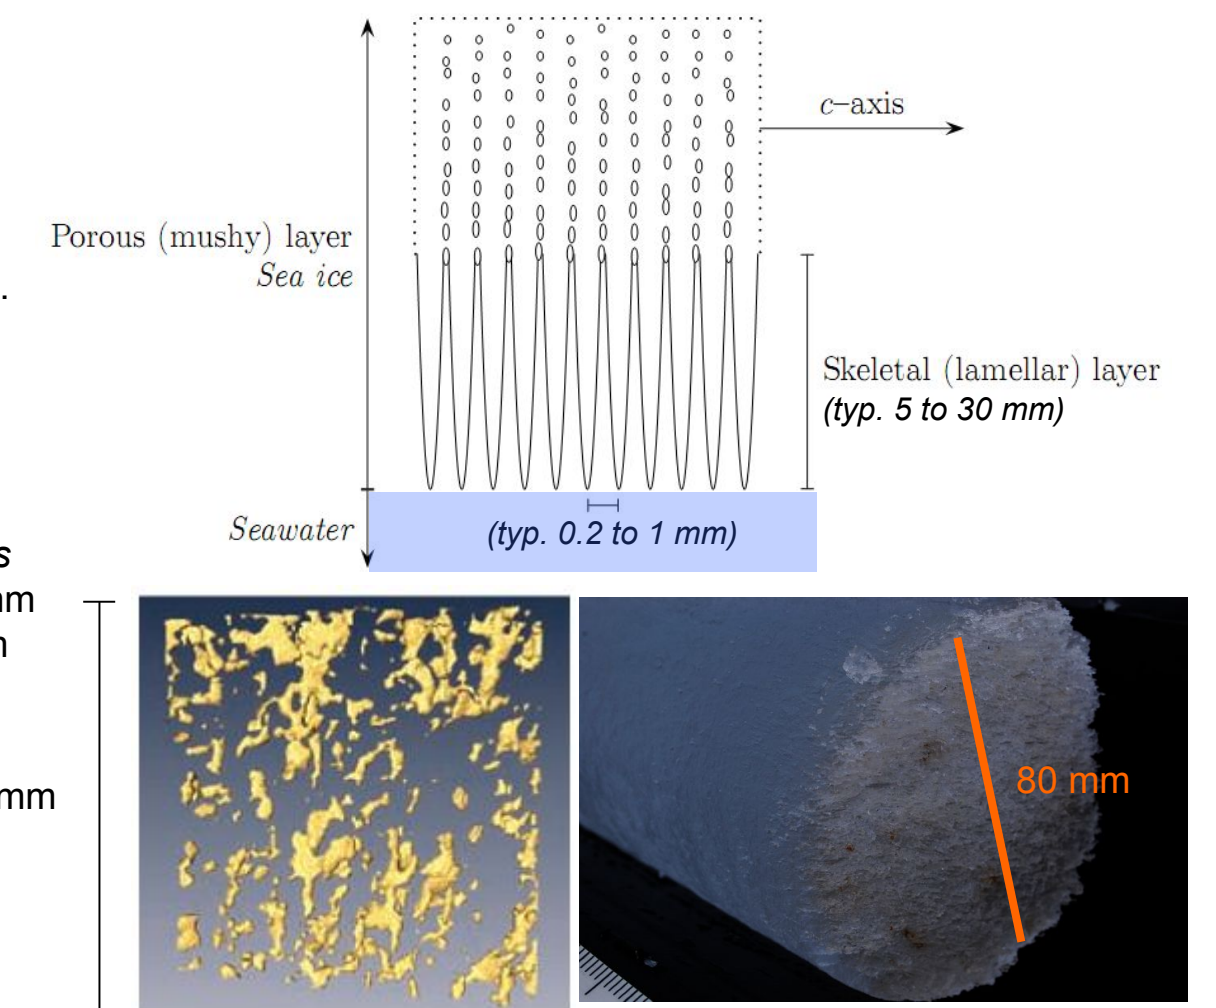 c–axis
Porous (mushy) layer
Sea ice
.
Skeletal (lamellar) layer
(typ. 5 to 30 mm)
Seawater
(typ. 0.2 to 1 mm)
mm
80 mm